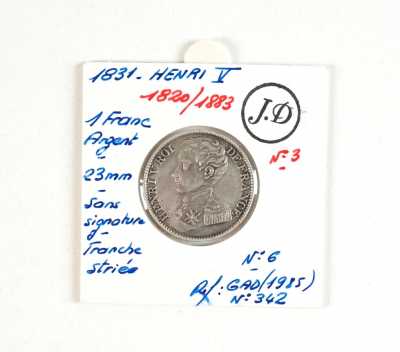 1831 - HENRI V
1820/1883
J.D
N° 3
1 Franc
Argent
-
23mm
-
Sans
signature
-
Tranche
striée
HENRI V ROI DE FRANCE
N° 6
-
Réf: GAD(1985)
N° 342